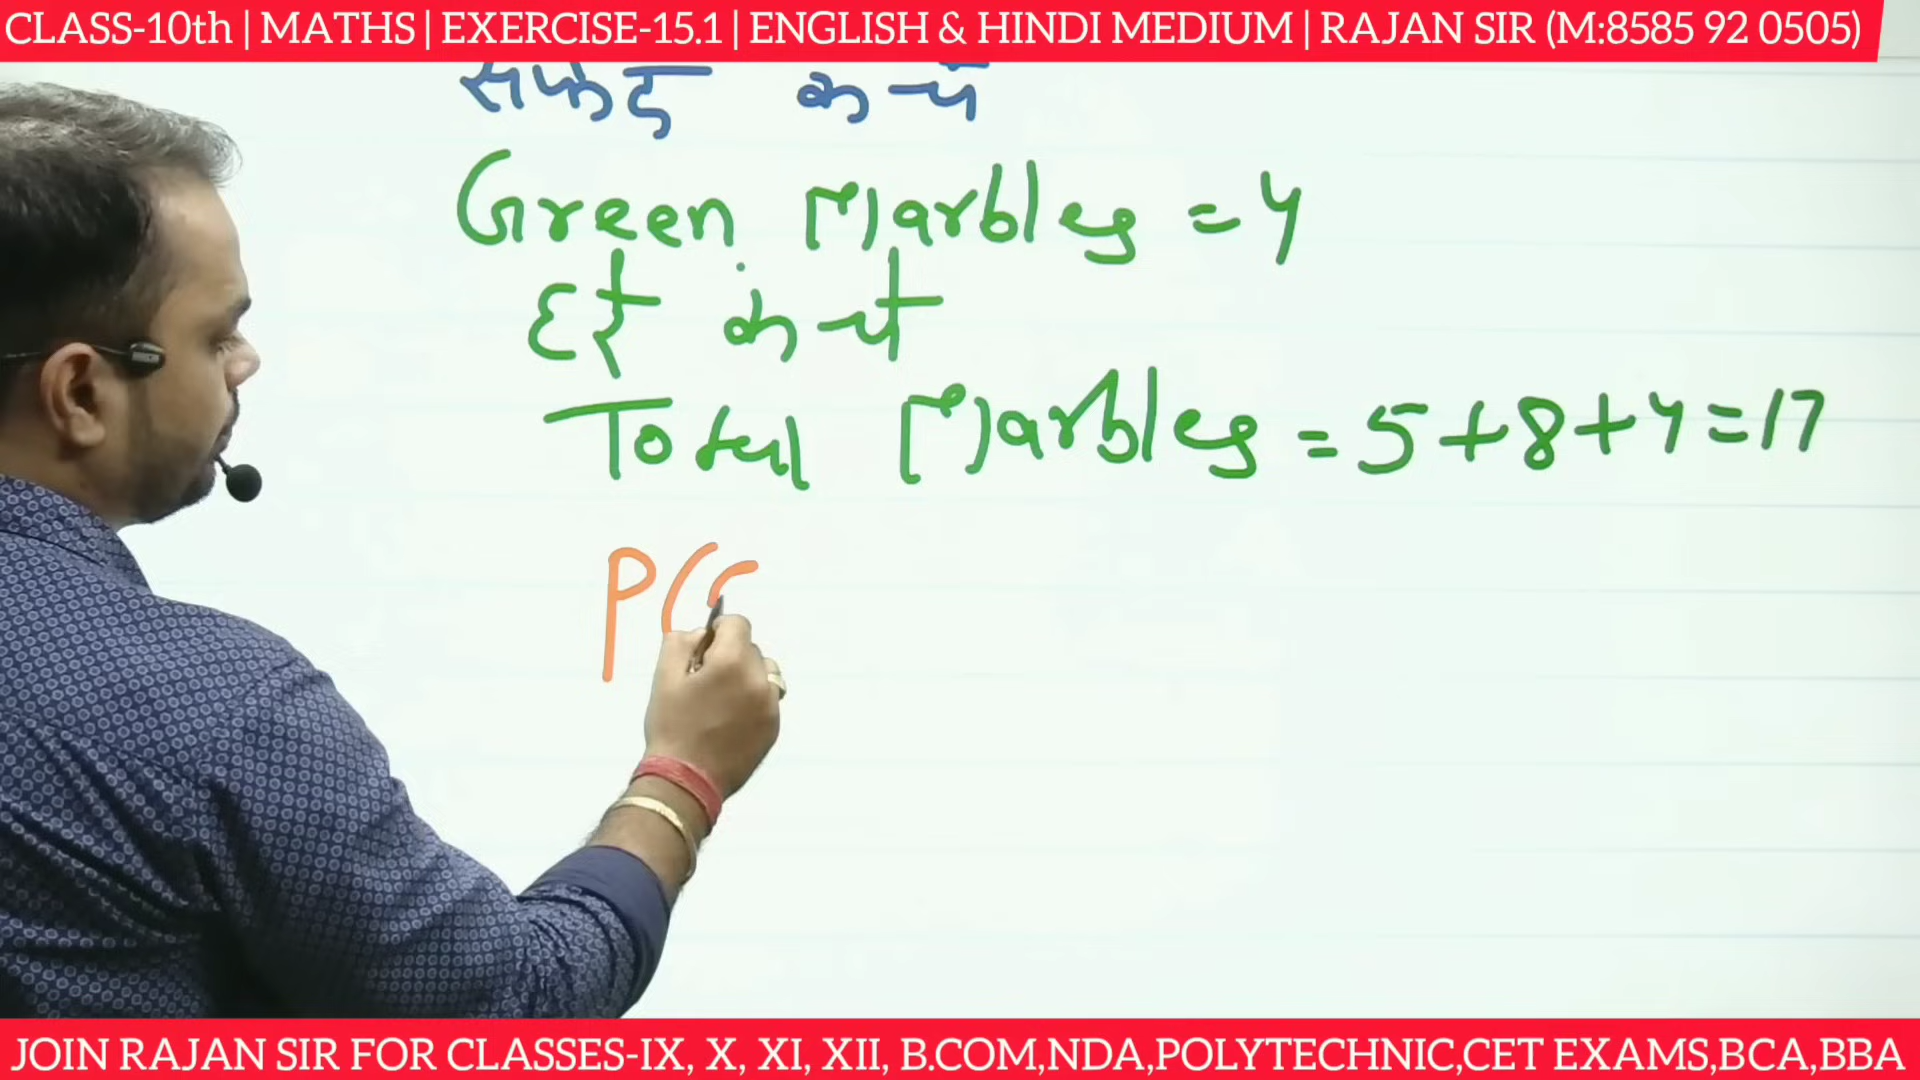 CLASS-10th | MATHS | EXERCISE-15.1 | ENGLISH & HINDI MEDIUM | RAJAN SIR (M:8585 92 0505)
सफेद कन्चे
Green Marbles = 4
हरे कन्चे
Total Marbles = 5+8+4=17
P(
JOIN RAJAN SIR FOR CLASSES-IX, X, XI, XII, B.COM,NDA,POLYTECHNIC,CET EXAMS,BCA,BBA